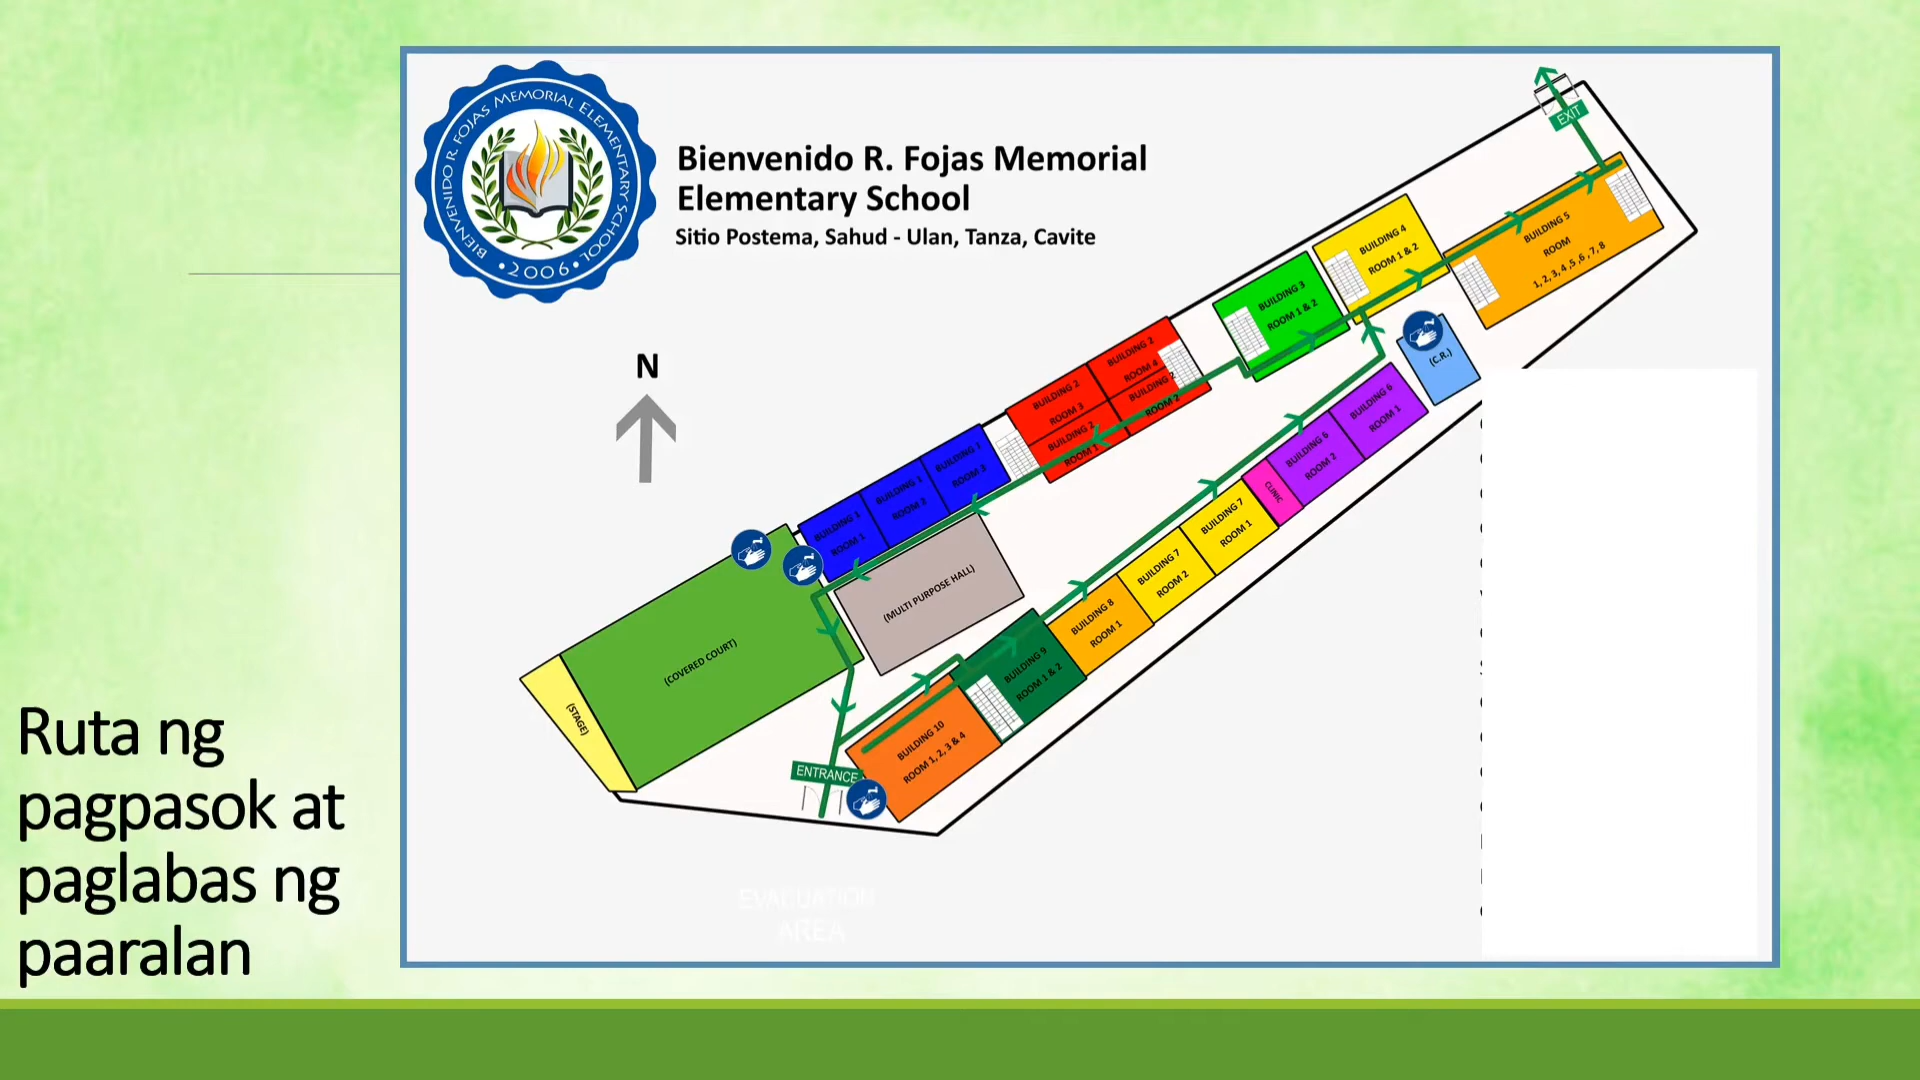 BIENVENIDO R. FOJAS MEMORIAL ELEMENTARY SCHOOL
• 2006 •
Bienvenido R. Fojas Memorial
Elementary School
Sitio Postema, Sahud - Ulan, Tanza, Cavite
N
EXIT
BUILDING 5
ROOM
1, 2, 3, 4 ,5 ,6 , 7, 8
BUILDING 4
ROOM 1 & 2
BUILDING 3
ROOM 1 & 2
(C.R.)
BUILDING 2
ROOM 4
BUILDING 2
ROOM 3
BUILDING 2
ROOM 2
BUILDING 2
ROOM 1
BUILDING 6
ROOM 1
BUILDING 6
ROOM 2
CLINIC
BUILDING 1
ROOM 3
BUILDING 1
ROOM 3
BUILDING 1
ROOM 1
BUILDING 7
ROOM 1
BUILDING 7
ROOM 2
(MULTI PURPOSE HALL)
BUILDING 8
ROOM 1
(COVERED COURT)
BUILDING 9
ROOM 1 & 2
(STAGE)
BUILDING 10
ROOM 1, 2, 3 & 4
ENTRANCE
EVACUATION
AREA
Ruta ng
pagpasok at
paglabas ng
paaralan